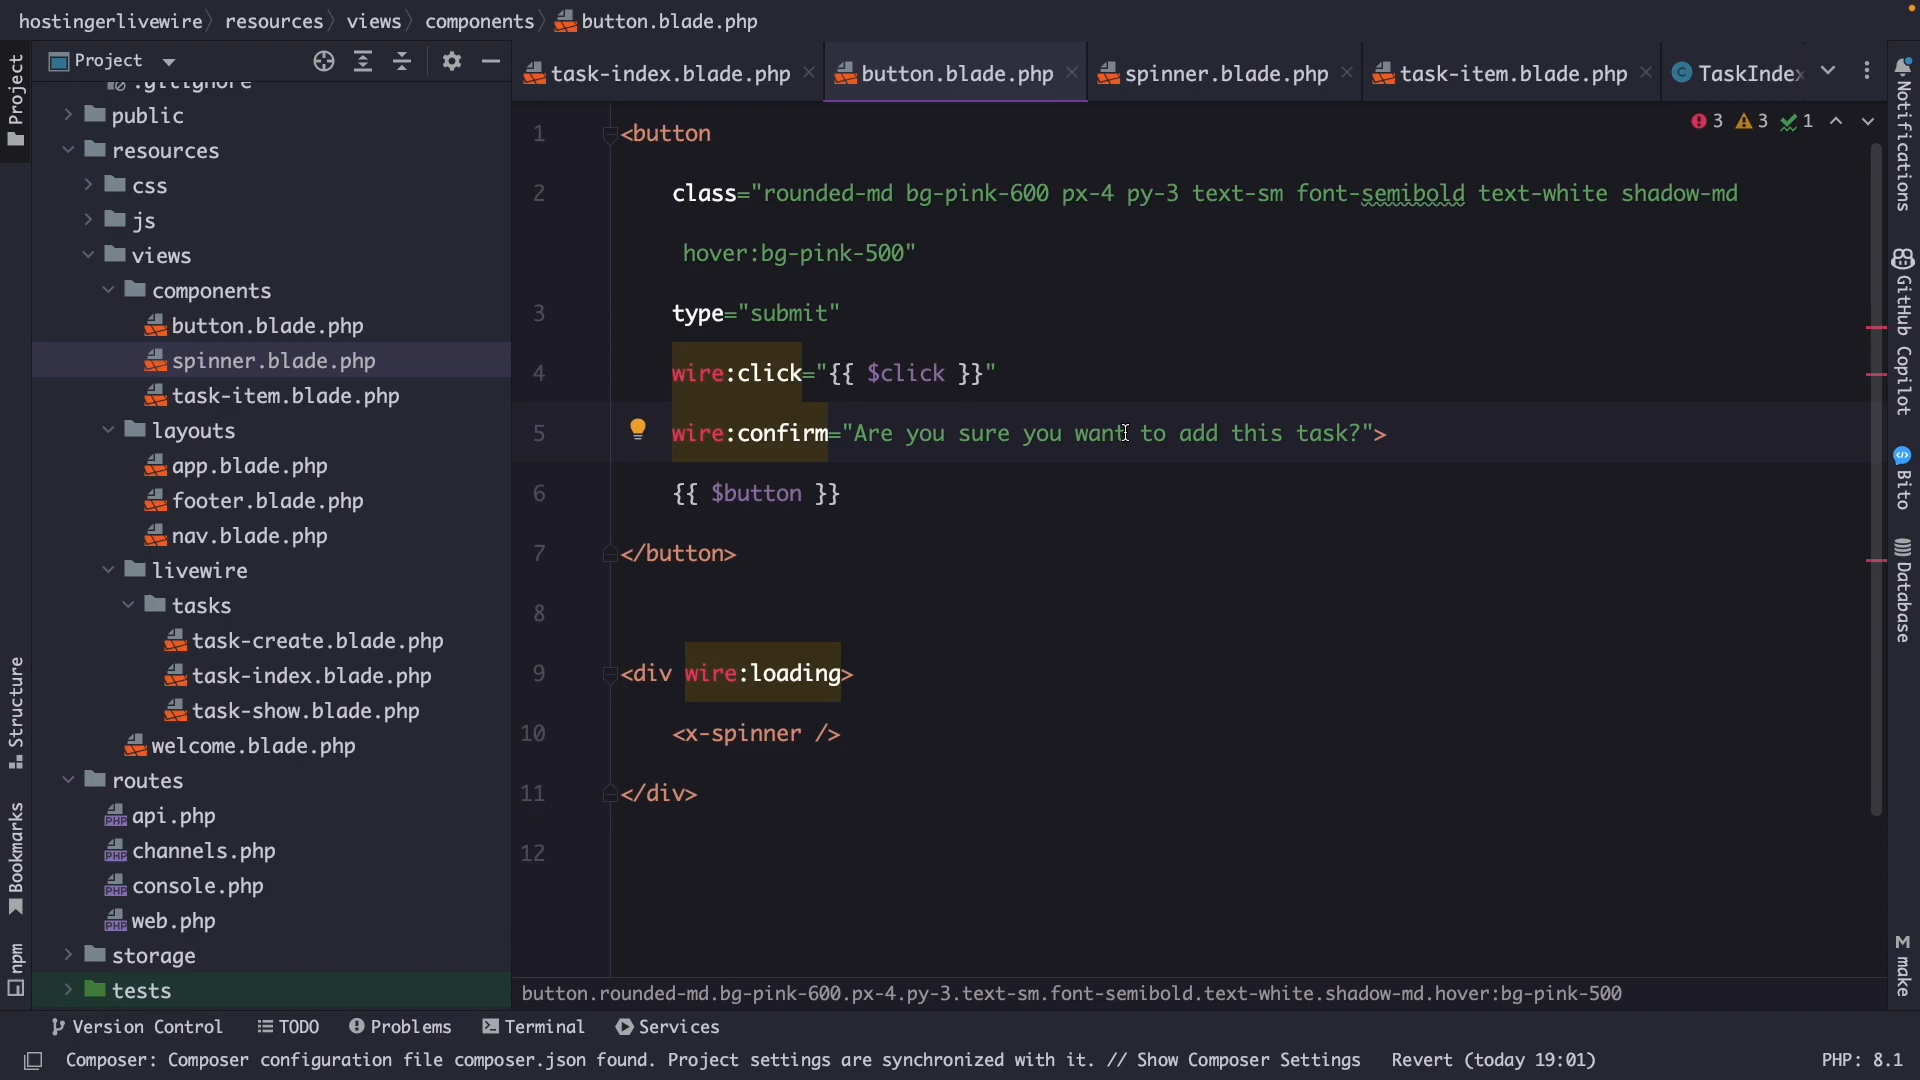 hostingerlivewire › resources › views › components › button.blade.php
Project
task-index.blade.php
button.blade.php
spinner.blade.php
task-item.blade.php
TaskIndex
.gitignore
public
resources
css
js
views
components
button.blade.php
spinner.blade.php
task-item.blade.php
layouts
app.blade.php
footer.blade.php
nav.blade.php
livewire
tasks
task-create.blade.php
task-index.blade.php
task-show.blade.php
welcome.blade.php
routes
api.php
channels.php
console.php
web.php
storage
tests
Project
Structure
Bookmarks
npm
3 3 1
1 <button
2 class="rounded-md bg-pink-600 px-4 py-3 text-sm font-semibold text-white shadow-md
hover:bg-pink-500"
3 type="submit"
4 wire:click="{{ $click }}"
5 wire:confirm="Are you sure you want to add this task?">
6 {{ $button }}
7 </button>
8
9 <div wire:loading>
10 <x-spinner />
11 </div>
12
button.rounded-md.bg-pink-600.px-4.py-3.text-sm.font-semibold.text-white.shadow-md.hover:bg-pink-500
Notifications
GitHub Copilot
Bito
Database
M make
Version Control
TODO
Problems
Terminal
Services
Composer: Composer configuration file composer.json found. Project settings are synchronized with it. // Show Composer Settings Revert (today 19:01)
PHP: 8.1